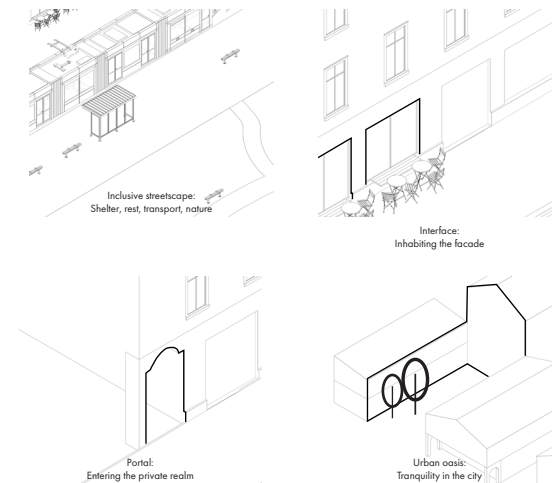 Inclusive streetscape:
Shelter, rest, transport, nature
Interface:
Inhabiting the facade
Portal:
Entering the private realm
Urban oasis:
Tranquility in the city